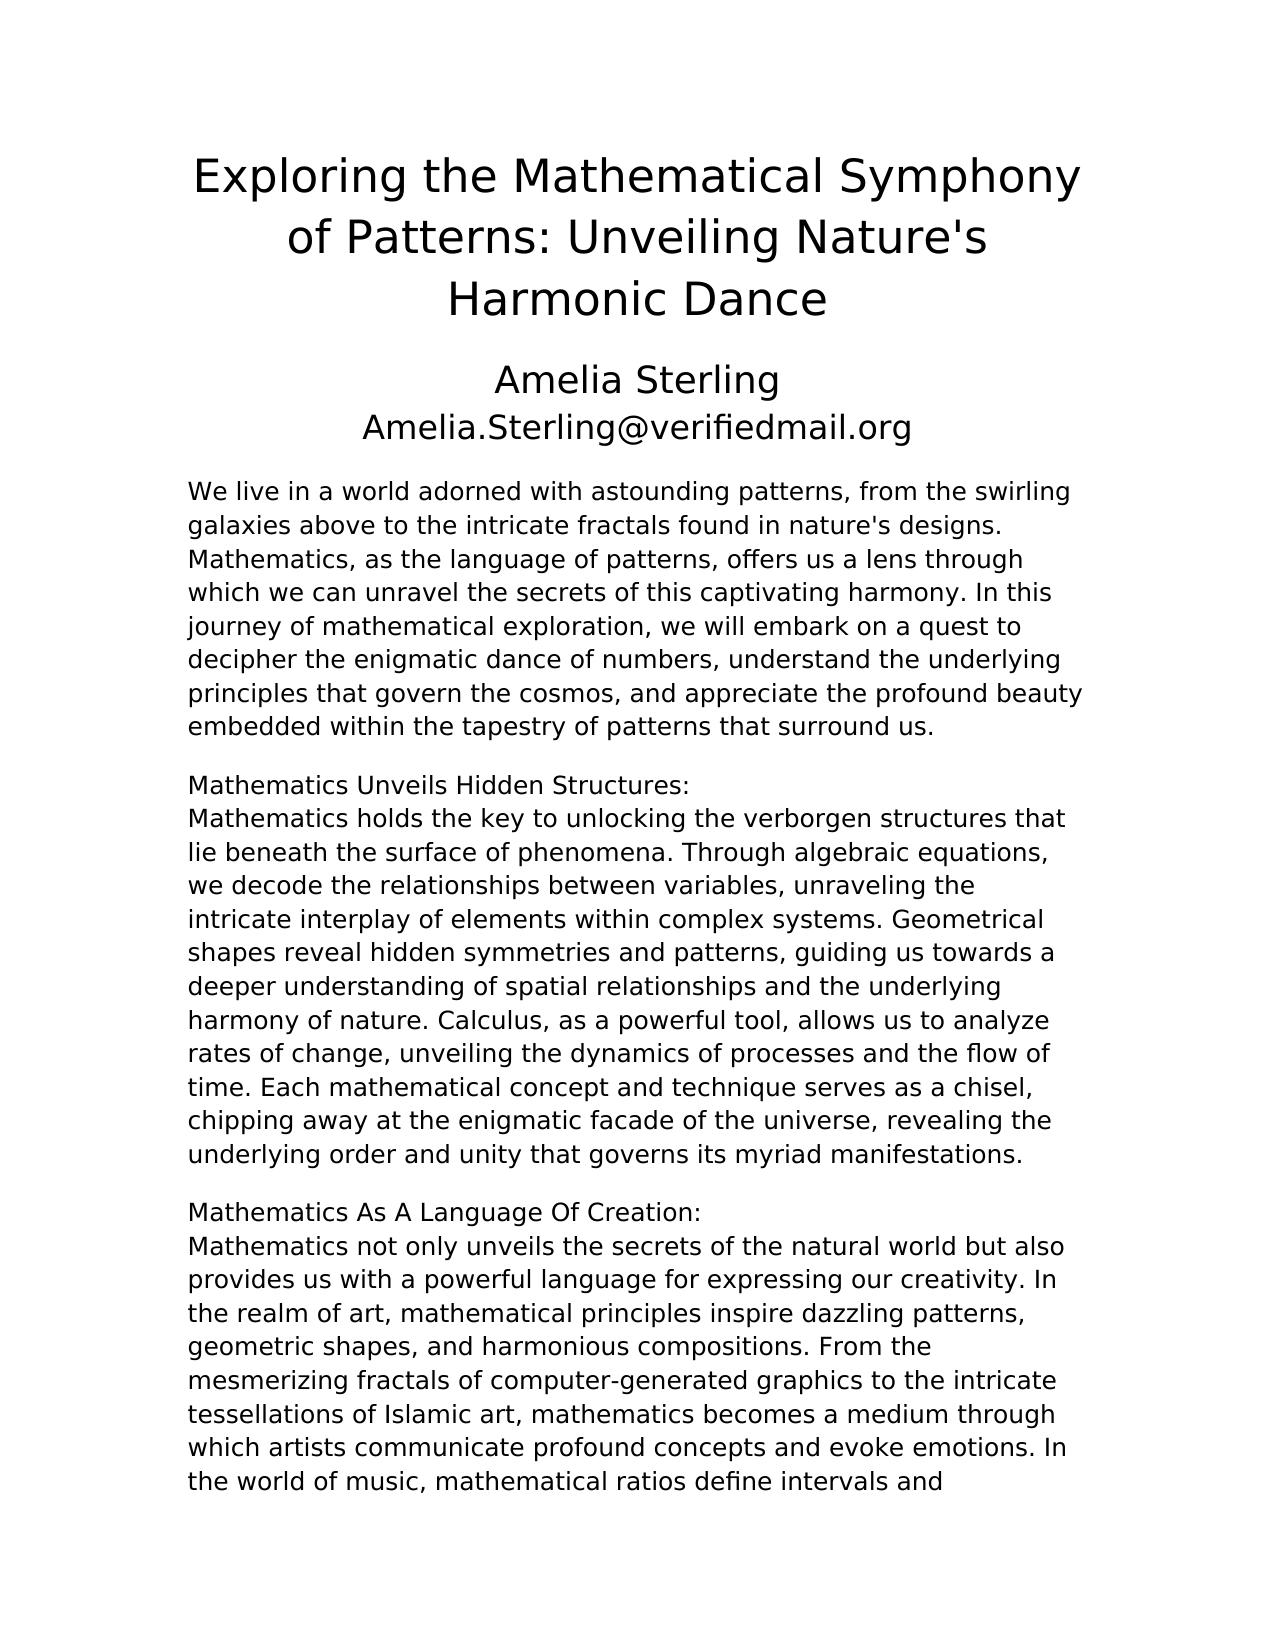 Exploring the Mathematical Symphony
of Patterns: Unveiling Nature's
Harmonic Dance
Amelia Sterling
Amelia.Sterling@verifiedmail.org
We live in a world adorned with astounding patterns, from the swirling
galaxies above to the intricate fractals found in nature's designs.
Mathematics, as the language of patterns, offers us a lens through
which we can unravel the secrets of this captivating harmony. In this
journey of mathematical exploration, we will embark on a quest to
decipher the enigmatic dance of numbers, understand the underlying
principles that govern the cosmos, and appreciate the profound beauty
embedded within the tapestry of patterns that surround us.
Mathematics Unveils Hidden Structures:
Mathematics holds the key to unlocking the verborgen structures that
lie beneath the surface of phenomena. Through algebraic equations,
we decode the relationships between variables, unraveling the
intricate interplay of elements within complex systems. Geometrical
shapes reveal hidden symmetries and patterns, guiding us towards a
deeper understanding of spatial relationships and the underlying
harmony of nature. Calculus, as a powerful tool, allows us to analyze
rates of change, unveiling the dynamics of processes and the flow of
time. Each mathematical concept and technique serves as a chisel,
chipping away at the enigmatic facade of the universe, revealing the
underlying order and unity that governs its myriad manifestations.
Mathematics As A Language Of Creation:
Mathematics not only unveils the secrets of the natural world but also
provides us with a powerful language for expressing our creativity. In
the realm of art, mathematical principles inspire dazzling patterns,
geometric shapes, and harmonious compositions. From the
mesmerizing fractals of computer-generated graphics to the intricate
tessellations of Islamic art, mathematics becomes a medium through
which artists communicate profound concepts and evoke emotions. In
the world of music, mathematical ratios define intervals and